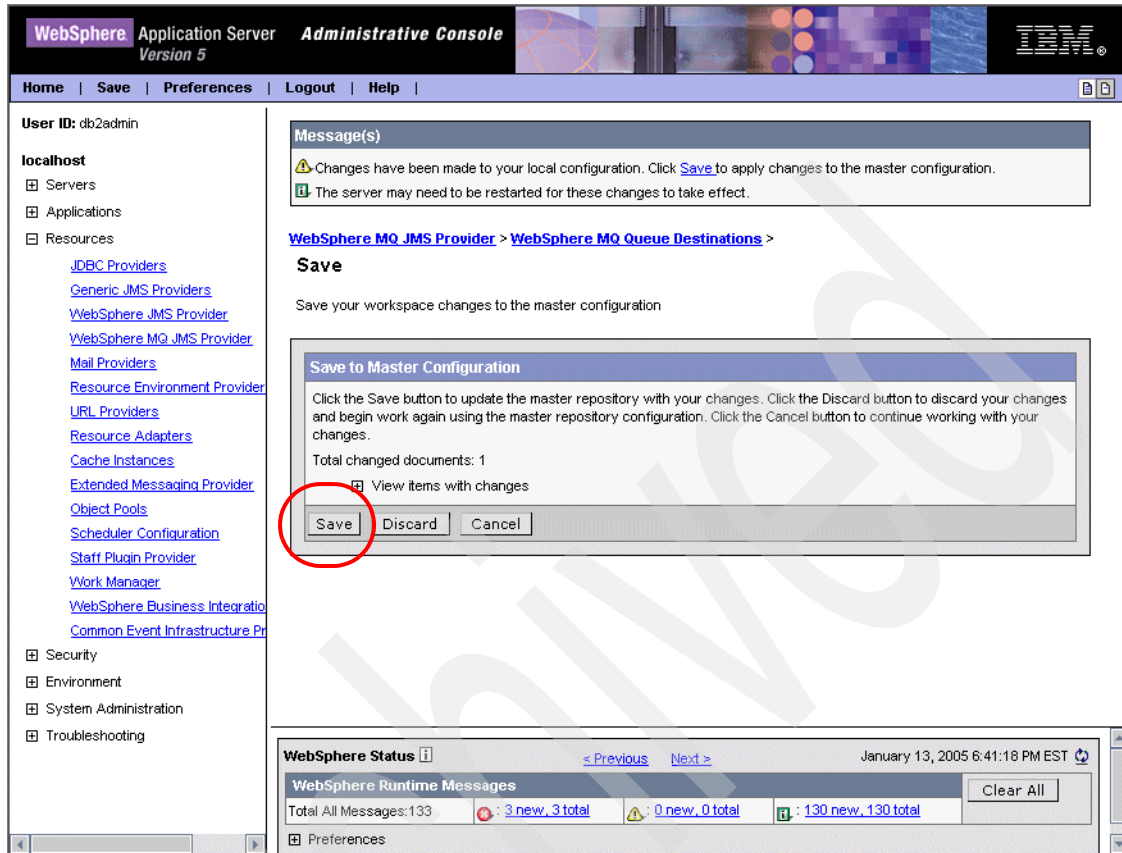 WebSphere. Application Server Administrative Console
Version 5
IBM®
Home | Save | Preferences | Logout | Help |
User ID: db2admin
localhost
Servers
Applications
Resources
JDBC Providers
Generic JMS Providers
WebSphere JMS Provider
WebSphere MQ JMS Provider
Mail Providers
Resource Environment Provider
URL Providers
Resource Adapters
Cache Instances
Extended Messaging Provider
Object Pools
Scheduler Configuration
Staff Plugin Provider
Work Manager
WebSphere Business Integratio
Common Event Infrastructure Pr
Security
Environment
System Administration
Troubleshooting
Message(s)
Changes have been made to your local configuration. Click Save to apply changes to the master configuration.
The server may need to be restarted for these changes to take effect.
WebSphere MQ JMS Provider > WebSphere MQ Queue Destinations >
Save
Save your workspace changes to the master configuration
Save to Master Configuration
Click the Save button to update the master repository with your changes. Click the Discard button to discard your changes
and begin work again using the master repository configuration. Click the Cancel button to continue working with your
changes.
Total changed documents: 1
View items with changes
Save Discard Cancel
WebSphere Status i < Previous Next > January 13, 2005 6:41:18 PM EST
WebSphere Runtime Messages Clear All
Total All Messages:133 : 3 new, 3 total : 0 new, 0 total : 130 new, 130 total
Preferences
hived